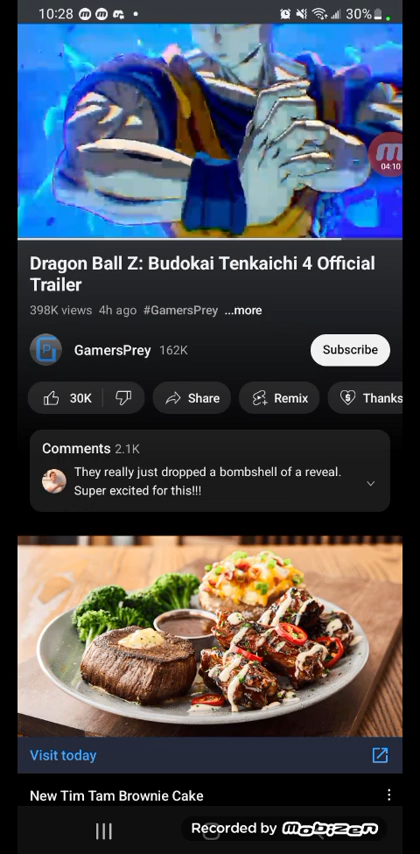 10:28 30%
04:10
Dragon Ball Z: Budokai Tenkaichi 4 Official
Trailer
398K views 4h ago #GamersPrey ...more
GamersPrey 162K
Subscribe
30K
Share
Remix
Thanks
Comments 2.1K
They really just dropped a bombshell of a reveal.
Super excited for this!!!
Visit today
New Tim Tam Brownie Cake
Recorded by mobizen